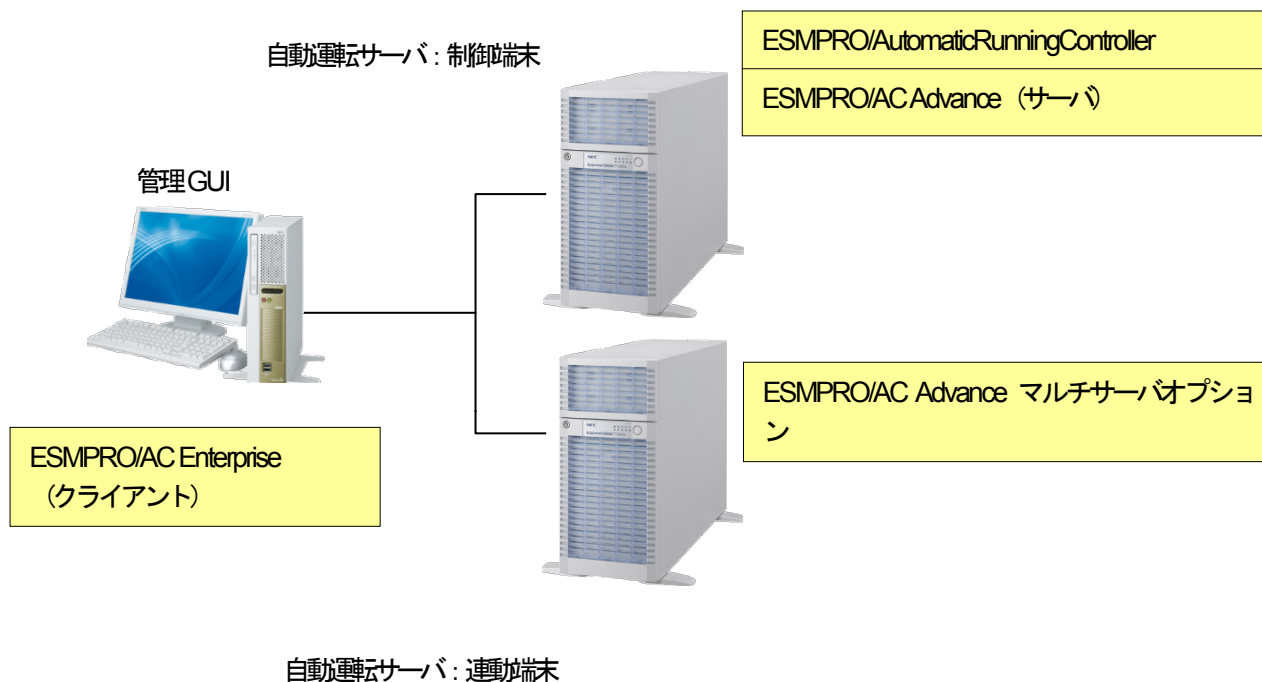 自動運転サーバ：制御端末
ESMPRO/AutomaticRunningController
ESMPRO/AC Advance（サーバ）
管理GUI
ESMPRO/AC Advance マルチサーバオプショ
ン
ESMPRO/AC Enterprise
（クライアント）
自動運転サーバ：連動端末